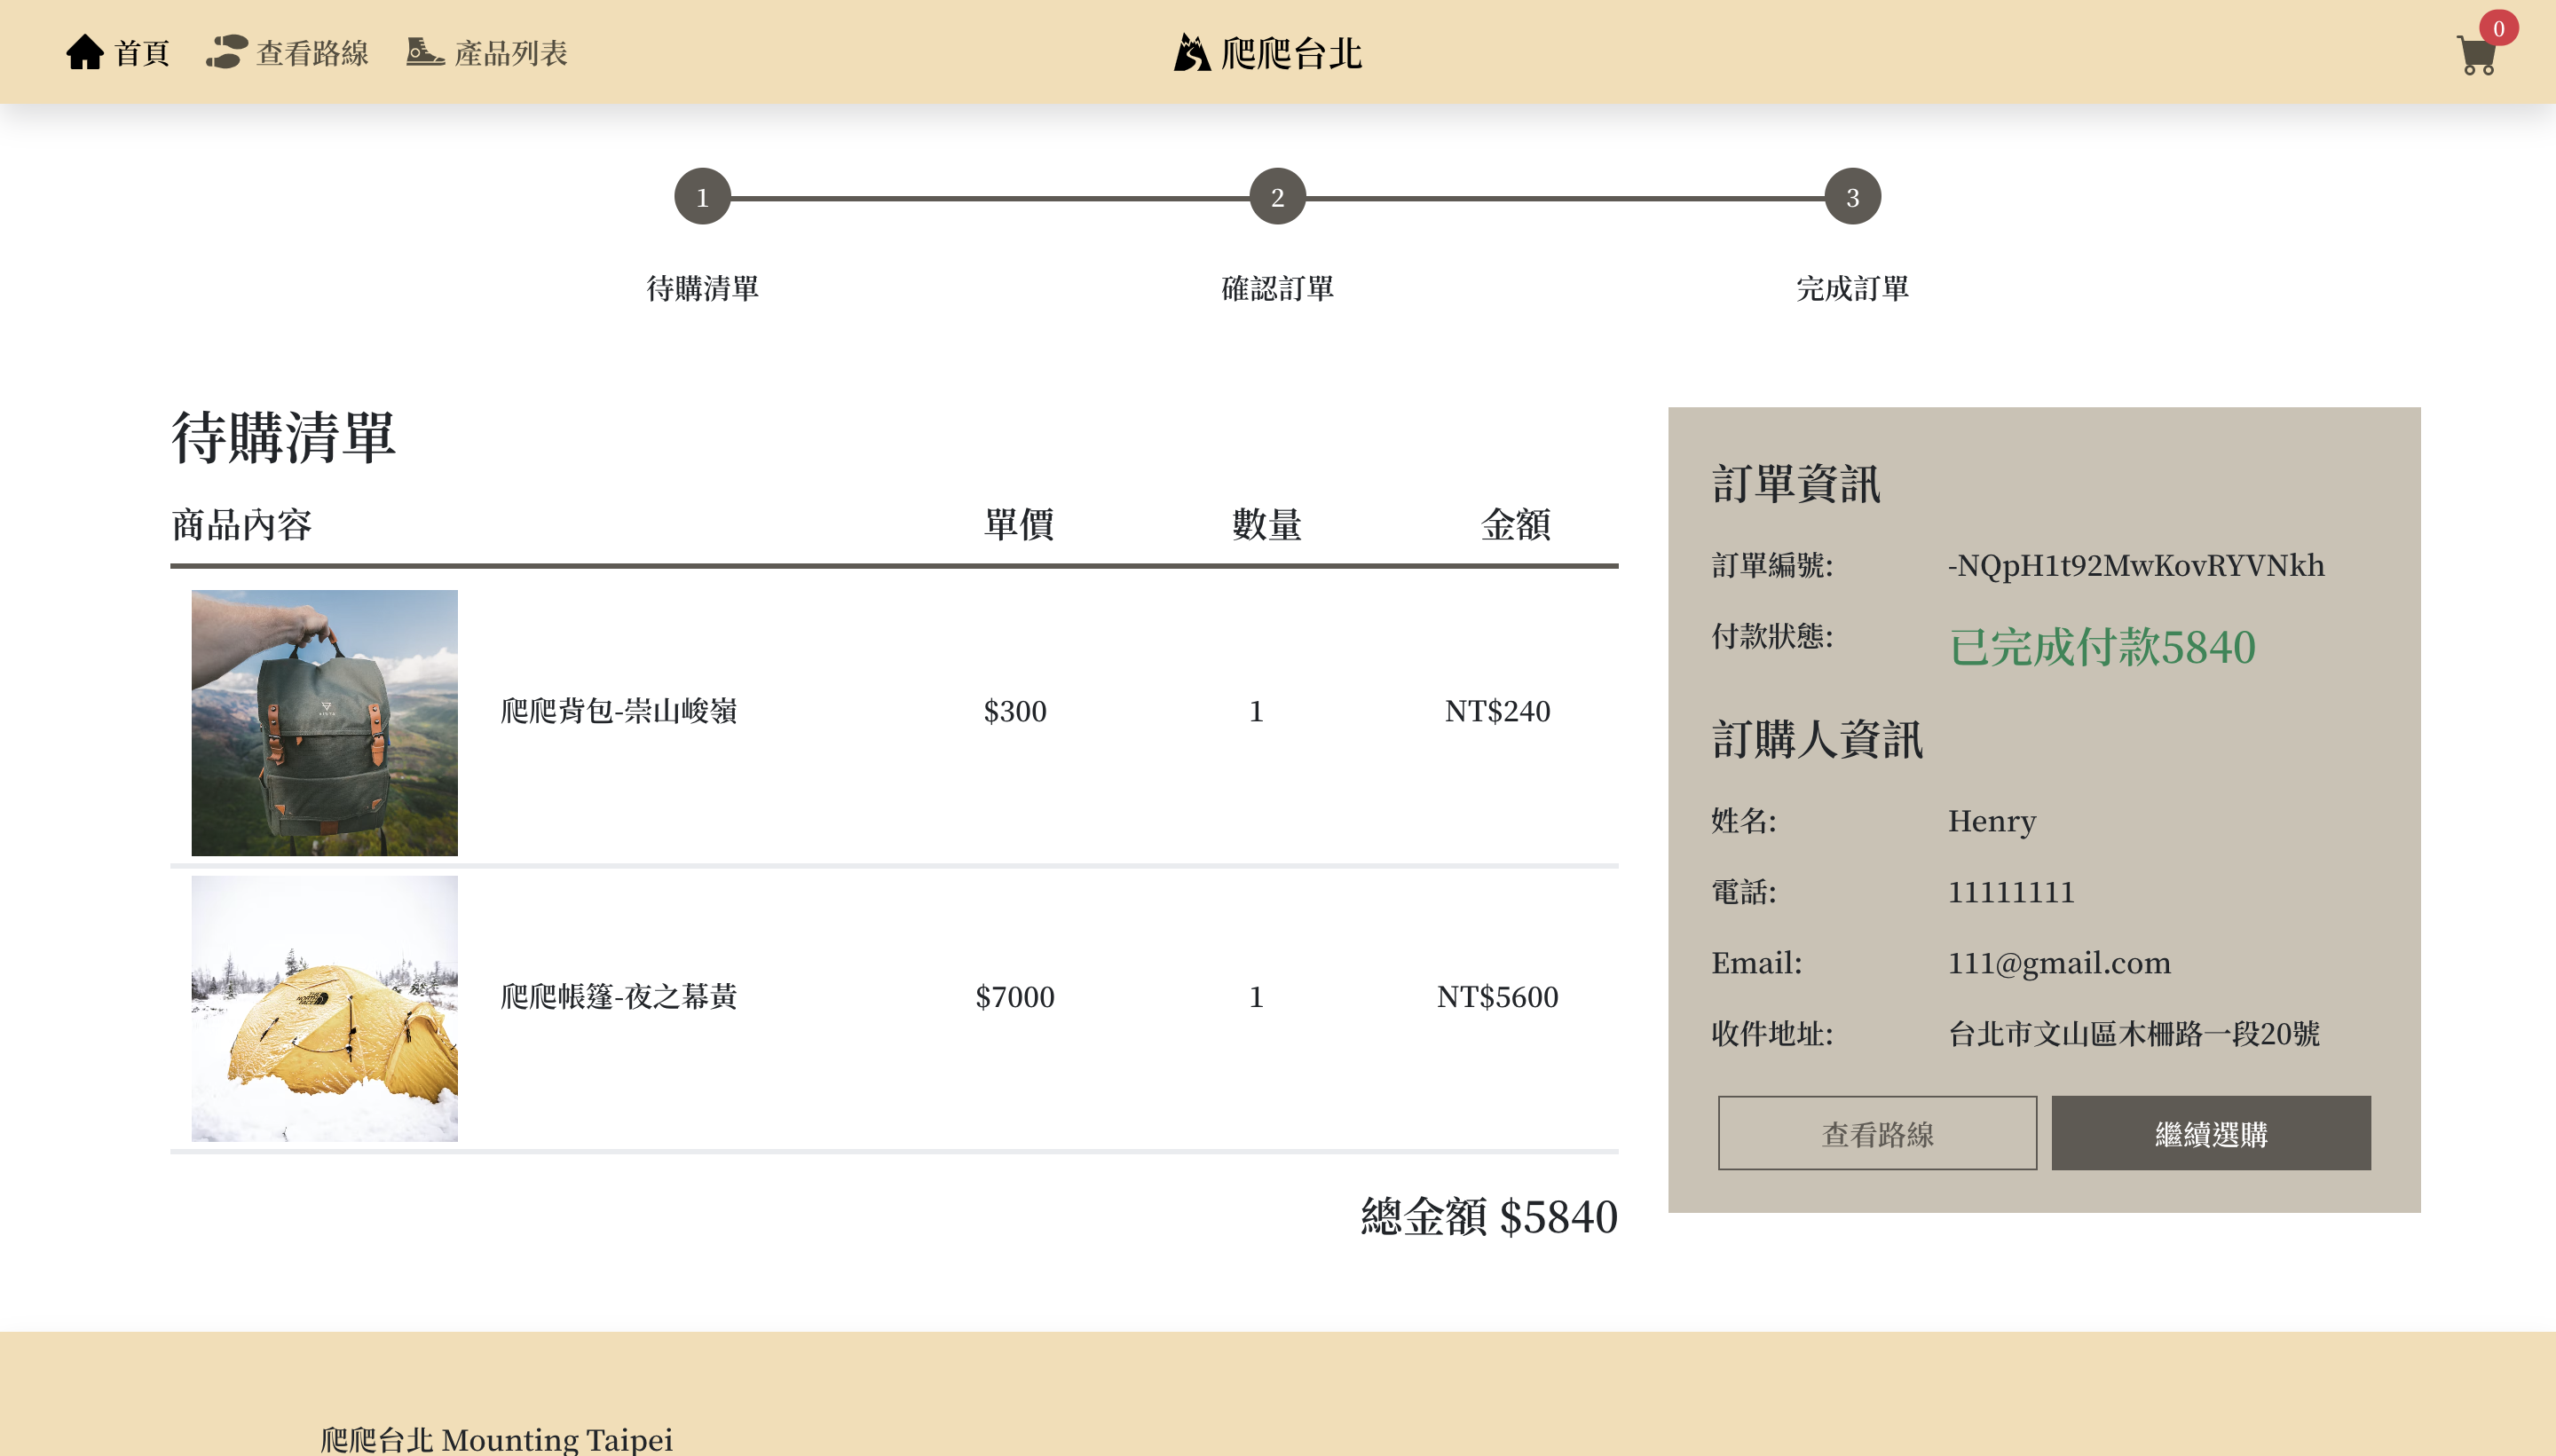 首頁 查看路線 產品列表 爬爬台北 0
1 2 3
待購清單 確認訂單 完成訂單
待購清單
商品內容 單價 數量 金額
爬爬背包-崇山峻嶺 $300 1 NT$240
THE NORTH FACE
爬爬帳篷-夜之幕黃 $7000 1 NT$5600
總金額 $5840
訂單資訊
訂單編號: -NQpH1t92MwKovRYVNkh
付款狀態: 已完成付款5840
訂購人資訊
姓名: Henry
電話: 11111111
Email: 111@gmail.com
收件地址: 台北市文山區木柵路一段20號
查看路線 繼續選購
爬爬台北 Mounting Taipei